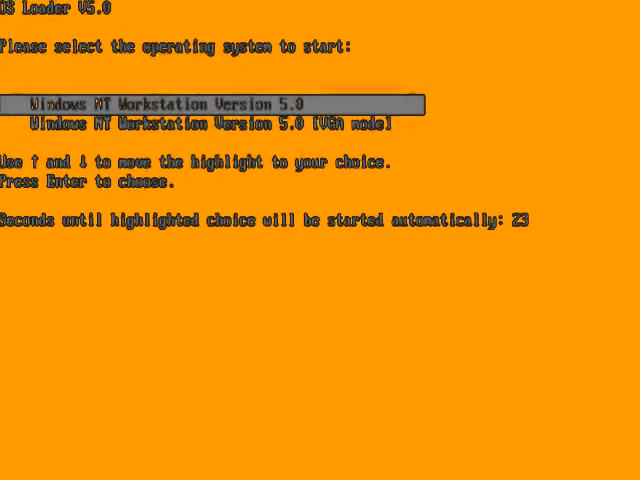 OS Loader V5.0
Please select the operating system to start:
Windows NT Workstation Version 5.0
Windows NT Workstation Version 5.0 [VGA mode]
Use ↑ and ↓ to move the highlight to your choice.
Press Enter to choose.
Seconds until highlighted choice will be started automatically: 23